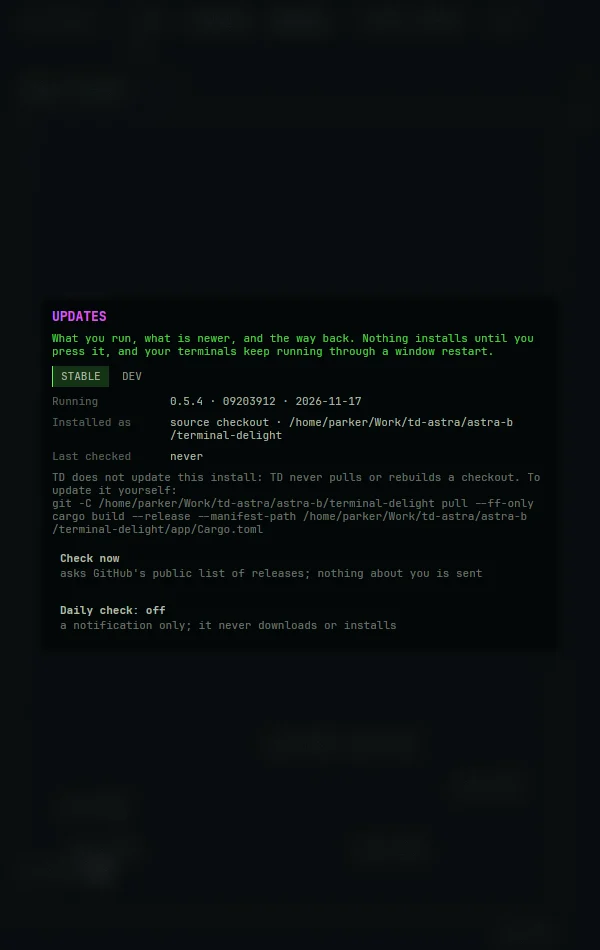 UPDATES
What you run, what is newer, and the way back. Nothing installs until you
press it, and your terminals keep running through a window restart.
STABLE DEV
Running 0.5.4 · 09203912 · 2026-11-17
Installed as source checkout · /home/parker/Work/td-astra/astra-b
/terminal-delight
Last checked never
TD does not update this install: TD never pulls or rebuilds a checkout. To
update it yourself:
git -C /home/parker/Work/td-astra/astra-b/terminal-delight pull --ff-only
cargo build --release --manifest-path /home/parker/Work/td-astra/astra-b
/terminal-delight/app/Cargo.toml
Check now
asks GitHub's public list of releases; nothing about you is sent
Daily check: off
a notification only; it never downloads or installs